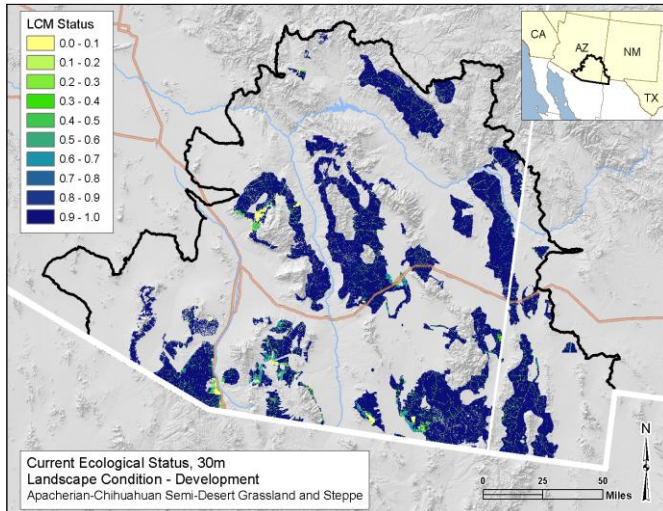 LCM Status
0.0 - 0.1
0.1 - 0.2
0.2 - 0.3
0.3 - 0.4
0.4 - 0.5
0.5 - 0.6
0.6 - 0.7
0.7 - 0.8
0.8 - 0.9
0.9 - 1.0
CA
AZ
NM
TX
Current Ecological Status, 30m
Landscape Condition - Development
Apacherian-Chihuahuan Semi-Desert Grassland and Steppe
N
0 25 50
Miles